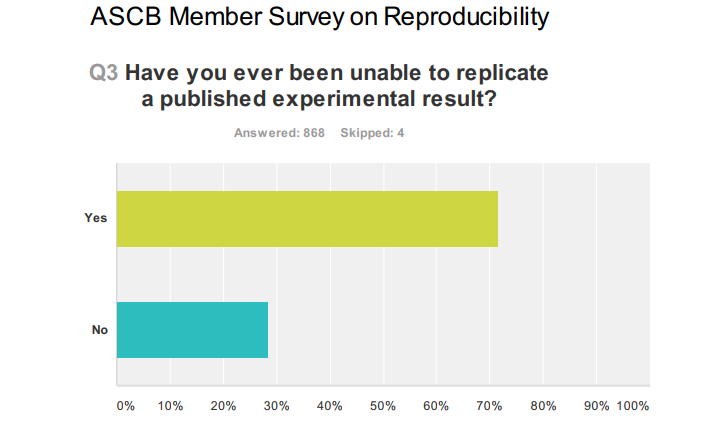 ASCB Member Survey on Reproducibility
Q3 Have you ever been unable to replicate
a published experimental result?
Answered: 868 Skipped: 4
Yes
No
0% 10% 20% 30% 40% 50% 60% 70% 80% 90% 100%